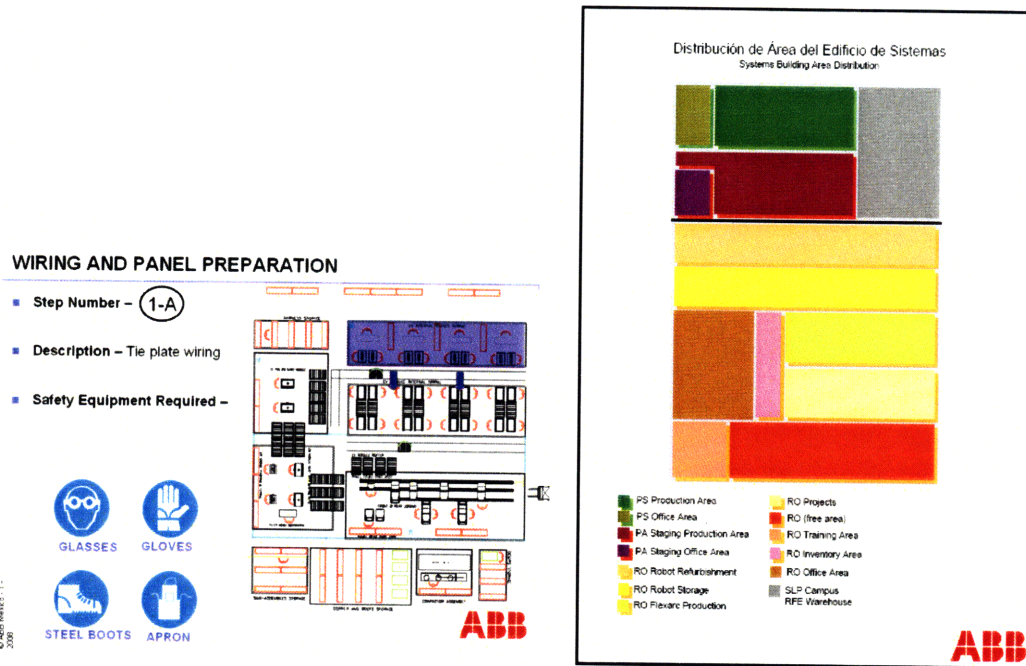 WIRING AND PANEL PREPARATION
Step Number – 1-A
Description – Tie plate wiring
Safety Equipment Required –
GLASSES GLOVES
STEEL BOOTS APRON
ABB
Distribución de Área del Edificio de Sistemas
Systems Building Area Distribution
PS Production Area
PS Office Area
PA Staging Production Area
PA Staging Office Area
RO Robot Refurbishment
RO Robot Storage
RO Flexarc Production
RO Projects
RO (free area)
RO Training Area
RO Inventory Area
RO Office Area
SLP Campus
RFE Warehouse
ABB